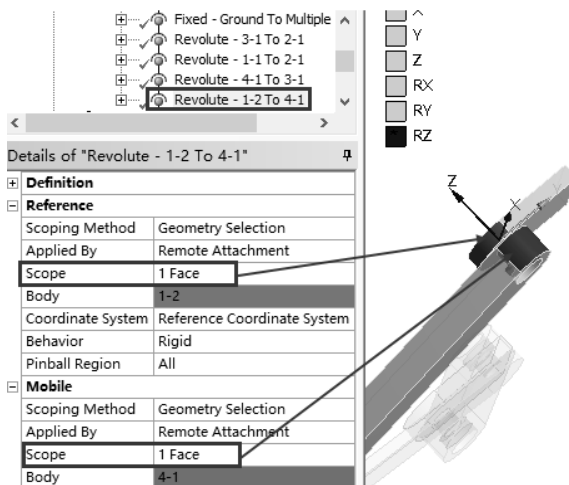 Fixed - Ground To Multiple
Revolute - 3-1 To 2-1
Revolute - 1-1 To 2-1
Revolute - 4-1 To 3-1
Revolute - 1-2 To 4-1
X
Y
Z
RX
RY
RZ
Details of "Revolute - 1-2 To 4-1"
Definition
Reference
Scoping Method Geometry Selection
Applied By Remote Attachment
Scope 1 Face
Body 1-2
Coordinate System Reference Coordinate System
Behavior Rigid
Pinball Region All
Mobile
Scoping Method Geometry Selection
Applied By Remote Attachment
Scope 1 Face
Body 4-1
Z
X
Y